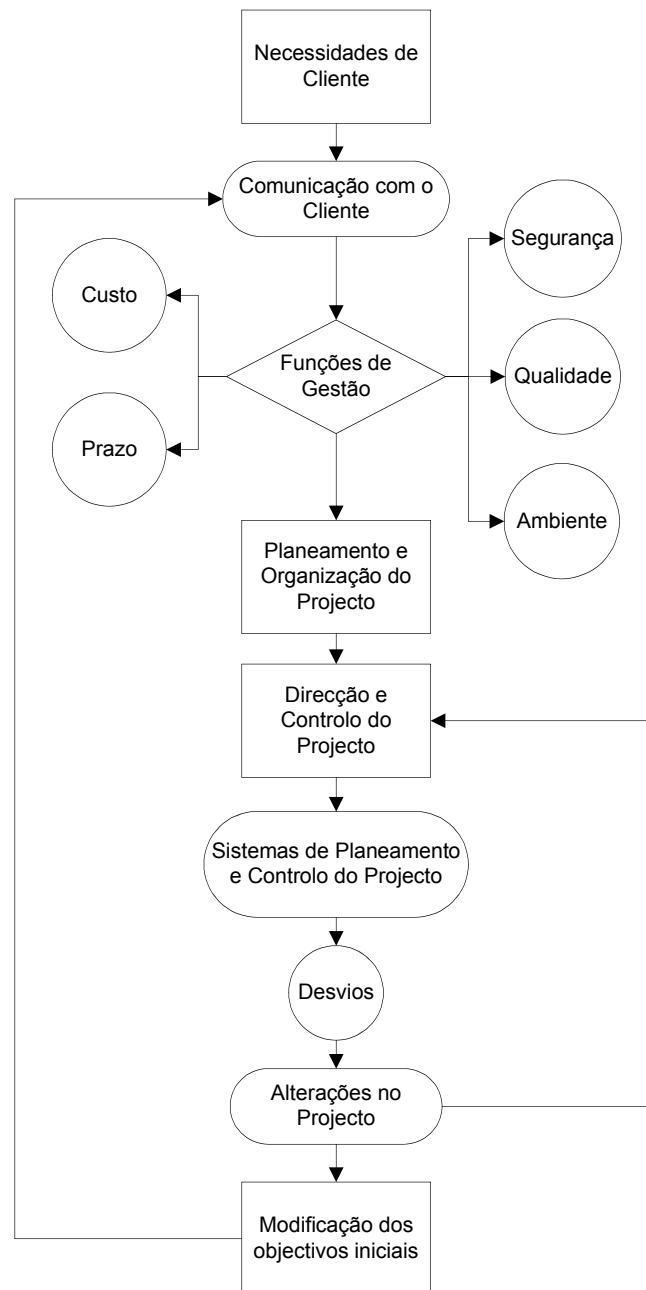 Necessidades de
Cliente
Comunicação com o
Cliente
Segurança
Custo
Funções de
Gestão
Qualidade
Prazo
Ambiente
Planeamento e
Organização do
Projecto
Direcção e
Controlo do
Projecto
Sistemas de Planeamento
e Controlo do Projecto
Desvios
Alterações no
Projecto
Modificação dos
objectivos iniciais